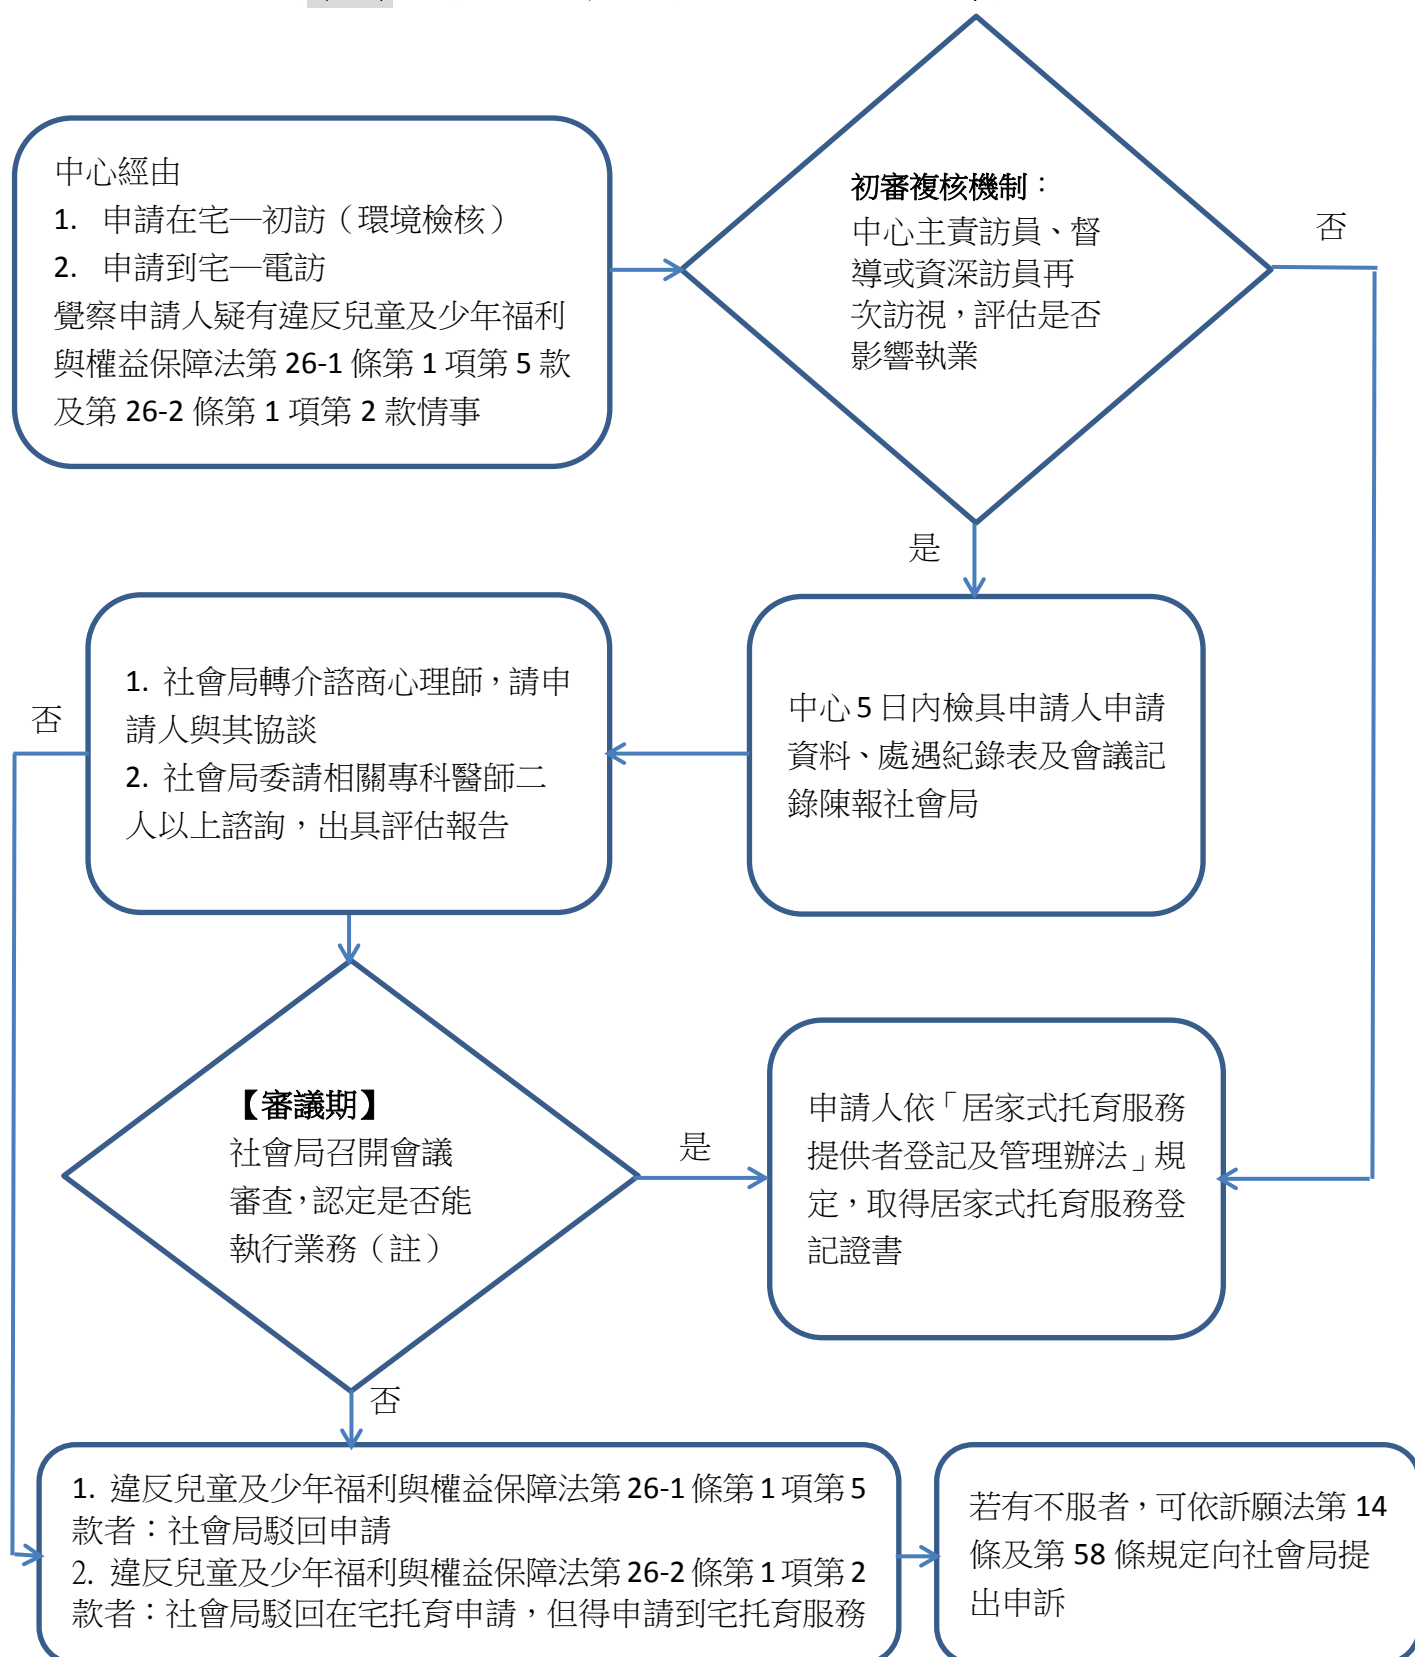 中心經由
1. 申請在宅—初訪（環境檢核）
2. 申請到宅—電訪
覺察申請人疑有違反兒童及少年福利
與權益保障法第 26-1 條第 1 項第 5 款
及第 26-2 條第 1 項第 2 款情事
初審複核機制：
中心主責訪員、督
導或資深訪員再
次訪視，評估是否
影響執業
否
是
中心 5 日內檢具申請人申請
資料、處遇紀錄表及會議記
錄陳報社會局
1. 社會局轉介諮商心理師，請申
請人與其協談
2. 社會局委請相關專科醫師二
人以上諮詢，出具評估報告
否
【審議期】
社會局召開會議
審查，認定是否能
執行業務（註）
是
申請人依「居家式托育服務
提供者登記及管理辦法」規
定，取得居家式托育服務登
記證書
否
1. 違反兒童及少年福利與權益保障法第 26-1 條第 1 項第 5
款者：社會局駁回申請
2. 違反兒童及少年福利與權益保障法第 26-2 條第 1 項第 2
款者：社會局駁回在宅托育申請，但得申請到宅托育服務
若有不服者，可依訴願法第 14
條及第 58 條規定向社會局提
出申訴